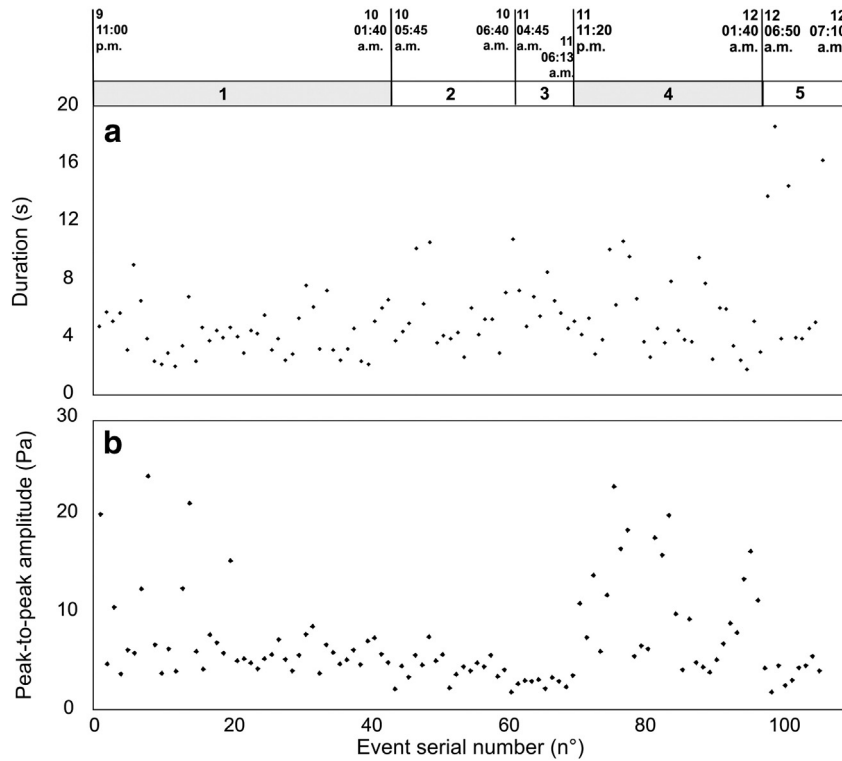 9
11:00
p.m.
10
01:40
a.m.
10
05:45
a.m.
10
06:40
a.m.
11
04:45
a.m.
11
06:13
a.m.
11
11:20
p.m.
12
01:40
a.m.
12
06:50
a.m.
12
07:10
a.m.
1 2 3 4 5
a
Duration (s)
20
16
12
8
4
0
b
Peak-to-peak amplitude (Pa)
30
20
10
0
0 20 40 60 80 100
Event serial number (n°)